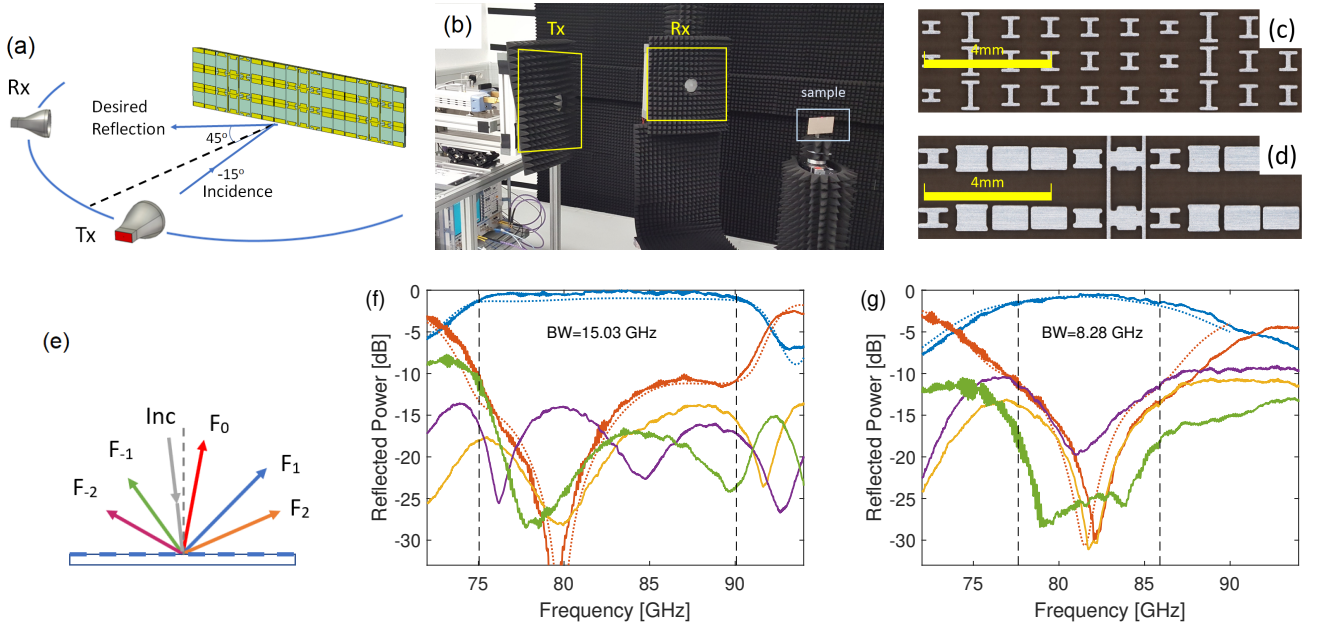 (a)
Rx
Desired
Reflection
45°
-15°
Incidence
Tx
(b)
Tx
Rx
sample
(c)
4mm
(d)
4mm
(e)
Inc
F0
F-1
F1
F-2
F2
(f)
0
-5
-10
-15
-20
-25
-30
Reflected Power [dB]
BW=15.03 GHz
75
80
85
90
Frequency [GHz]
(g)
0
-5
-10
-15
-20
-25
-30
Reflected Power [dB]
BW=8.28 GHz
75
80
85
90
Frequency [GHz]